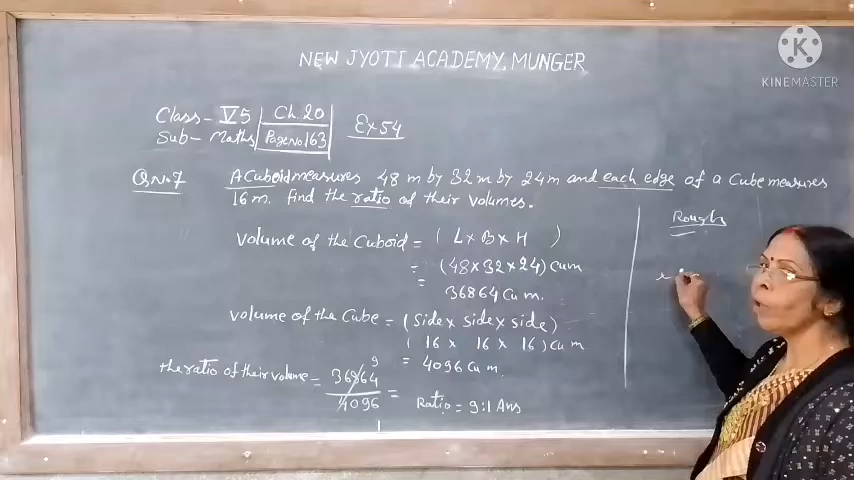 NEW JYOTI ACADEMY, MUNGER
K
KINEMASTER
Class - V5 Ch. 20
Sub - Maths Page No 163 Ex 54
Q.No.7 A Cuboid measures 48 m by 32 m by 24 m and each edge of a Cube measures
16 m. find the ratio of their volumes.
Rough
volume of the Cuboid = ( L x B x H )
= (48 x 32 x 24) Cu m
= 36864 Cu m.
volume of the Cube = (side x side x side)
( 16 x 16 x 16 ) Cu m
= 4096 Cu m.
the ratio of their volume = 36864 9
4096 =
1
Ratio = 9:1 Ans